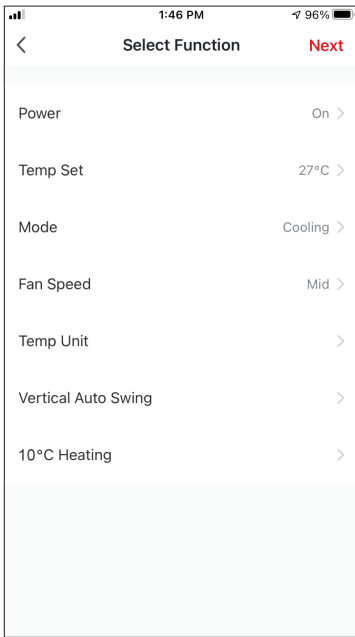 1:46 PM 96%
Select Function Next
Power On
Temp Set 27°C
Mode Cooling
Fan Speed Mid
Temp Unit
Vertical Auto Swing
10°C Heating